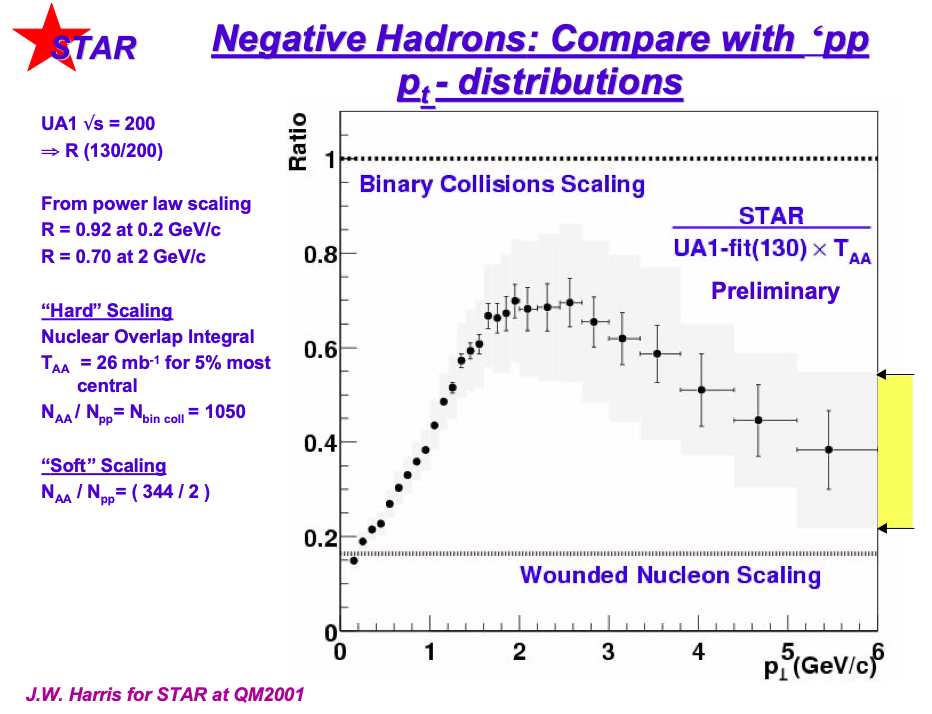 STAR
Negative Hadrons: Compare with ‘pp
pt - distributions
UA1 √s = 200
⇒ R (130/200)
From power law scaling
R = 0.92 at 0.2 GeV/c
R = 0.70 at 2 GeV/c
“Hard” Scaling
Nuclear Overlap Integral
TAA = 26 mb-1 for 5% most
central
NAA / Npp= Nbin coll = 1050
“Soft” Scaling
NAA / Npp= ( 344 / 2 )
Ratio
1
Binary Collisions Scaling
STAR
UA1-fit(130) × TAA
Preliminary
0.8
0.6
0.4
0.2
Wounded Nucleon Scaling
0
0 1 2 3 4 5 6
p⊥(GeV/c)
J.W. Harris for STAR at QM2001